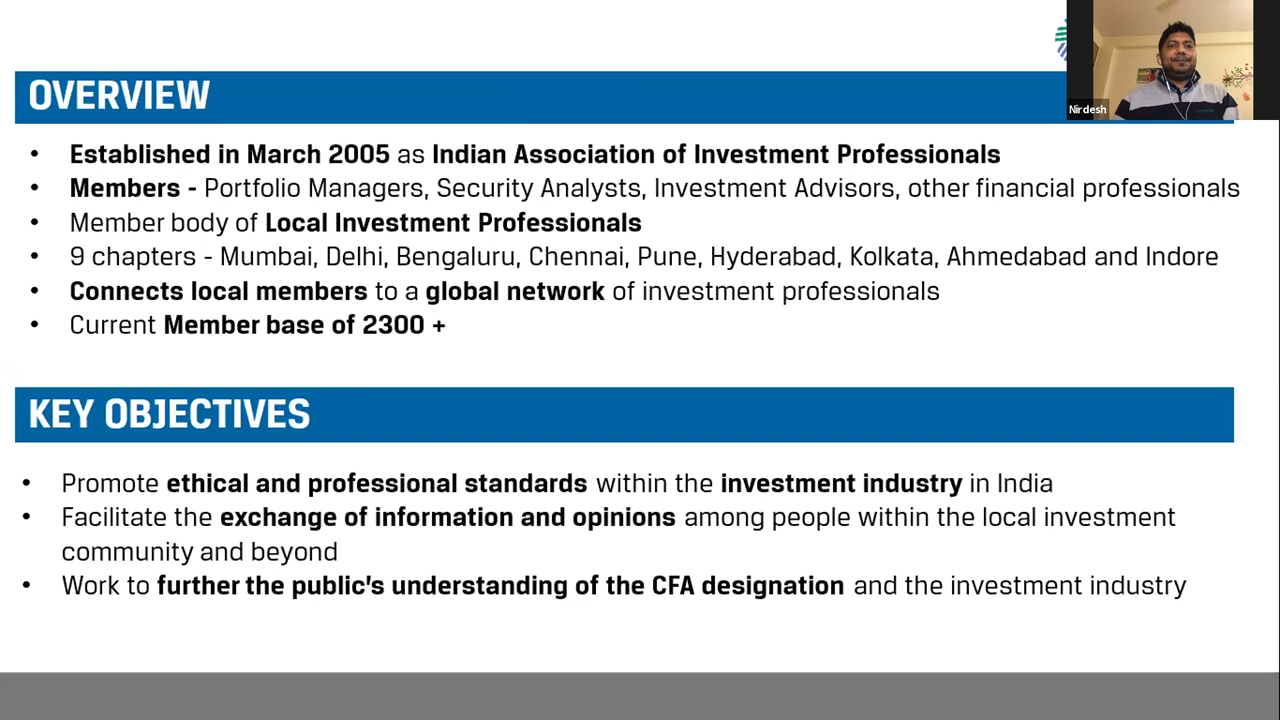 OVERVIEW
Nirdesh
• Established in March 2005 as Indian Association of Investment Professionals
• Members - Portfolio Managers, Security Analysts, Investment Advisors, other financial professionals
• Member body of Local Investment Professionals
• 9 chapters - Mumbai, Delhi, Bengaluru, Chennai, Pune, Hyderabad, Kolkata, Ahmedabad and Indore
• Connects local members to a global network of investment professionals
• Current Member base of 2300 +
KEY OBJECTIVES
• Promote ethical and professional standards within the investment industry in India
• Facilitate the exchange of information and opinions among people within the local investment
community and beyond
• Work to further the public's understanding of the CFA designation and the investment industry